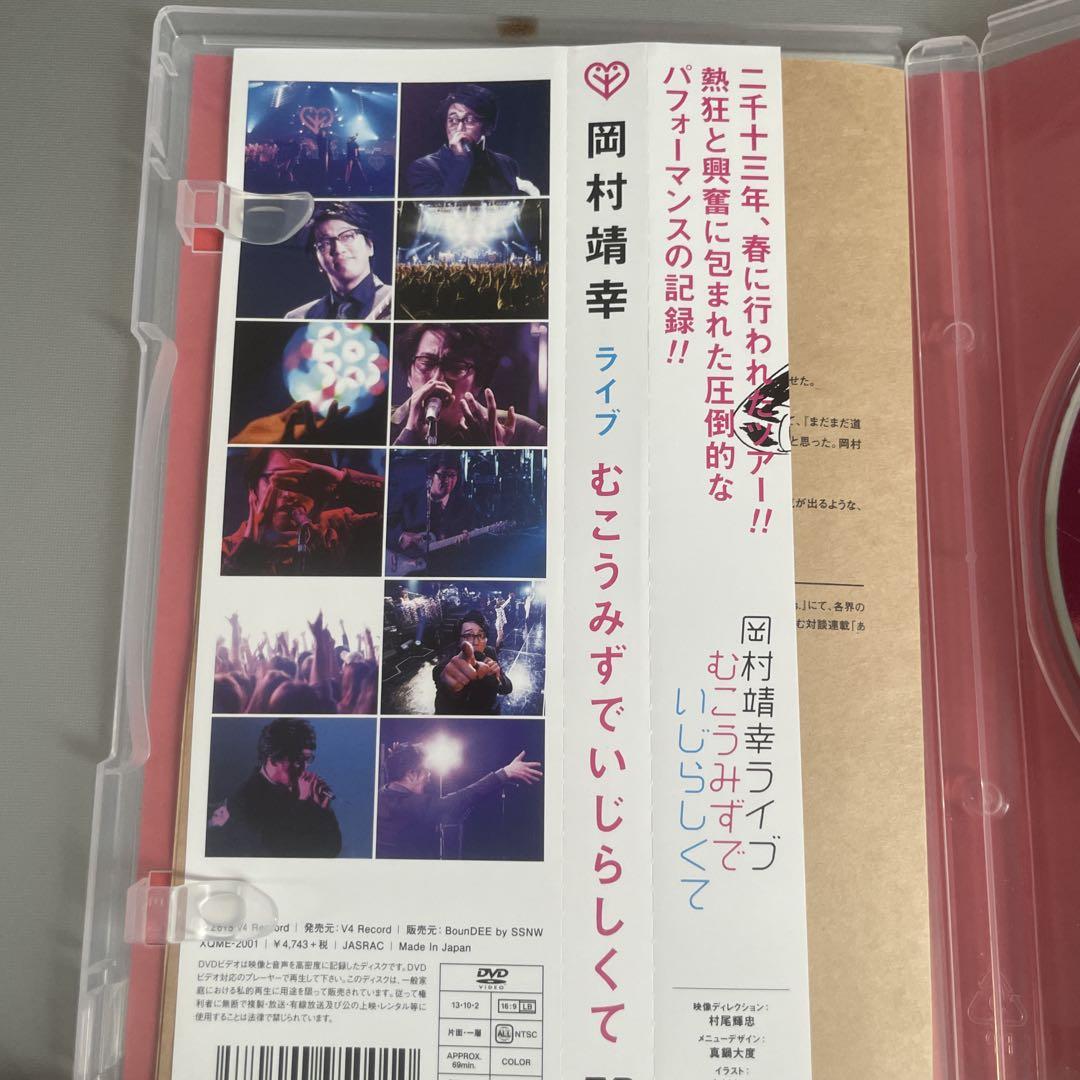 二千十三年、春に行われたツアー!!
熱狂と興奮に包まれた圧倒的な
パフォーマンスの記録!!
岡村靖幸ライブ
むこうみずで
いじらしくて
岡村靖幸 ライブ むこうみずでいじらしくて
V4 Record | 発売元:V4 Record | 販売元:BounDEE by SSNW
XQME-2001 | ¥4,743+税 | JASRAC | Made In Japan
DVDビデオは映像と音声を高密度に記録したディスクです。DVD
ビデオ対応のプレーヤーで再生して下さい。このディスクは、一般家
庭における私的再生に用途を限って販売されています。従って権
利者に無断で複製・放送・有線放送及び公の上映・レンタル等に
使用することは法律で禁じられています。
DVD
VIDEO
13・10・2
16:9 LB
片面・一層
ALL NTSC
APPROX.
69min.
COLOR
映像ディレクション:
村尾輝忠
メニューデザイン:
真鍋大度
イラスト:
せた。
、『まだまだ道
と思った。岡村
が出るような、
』にて、各界の
む対談連載『あ